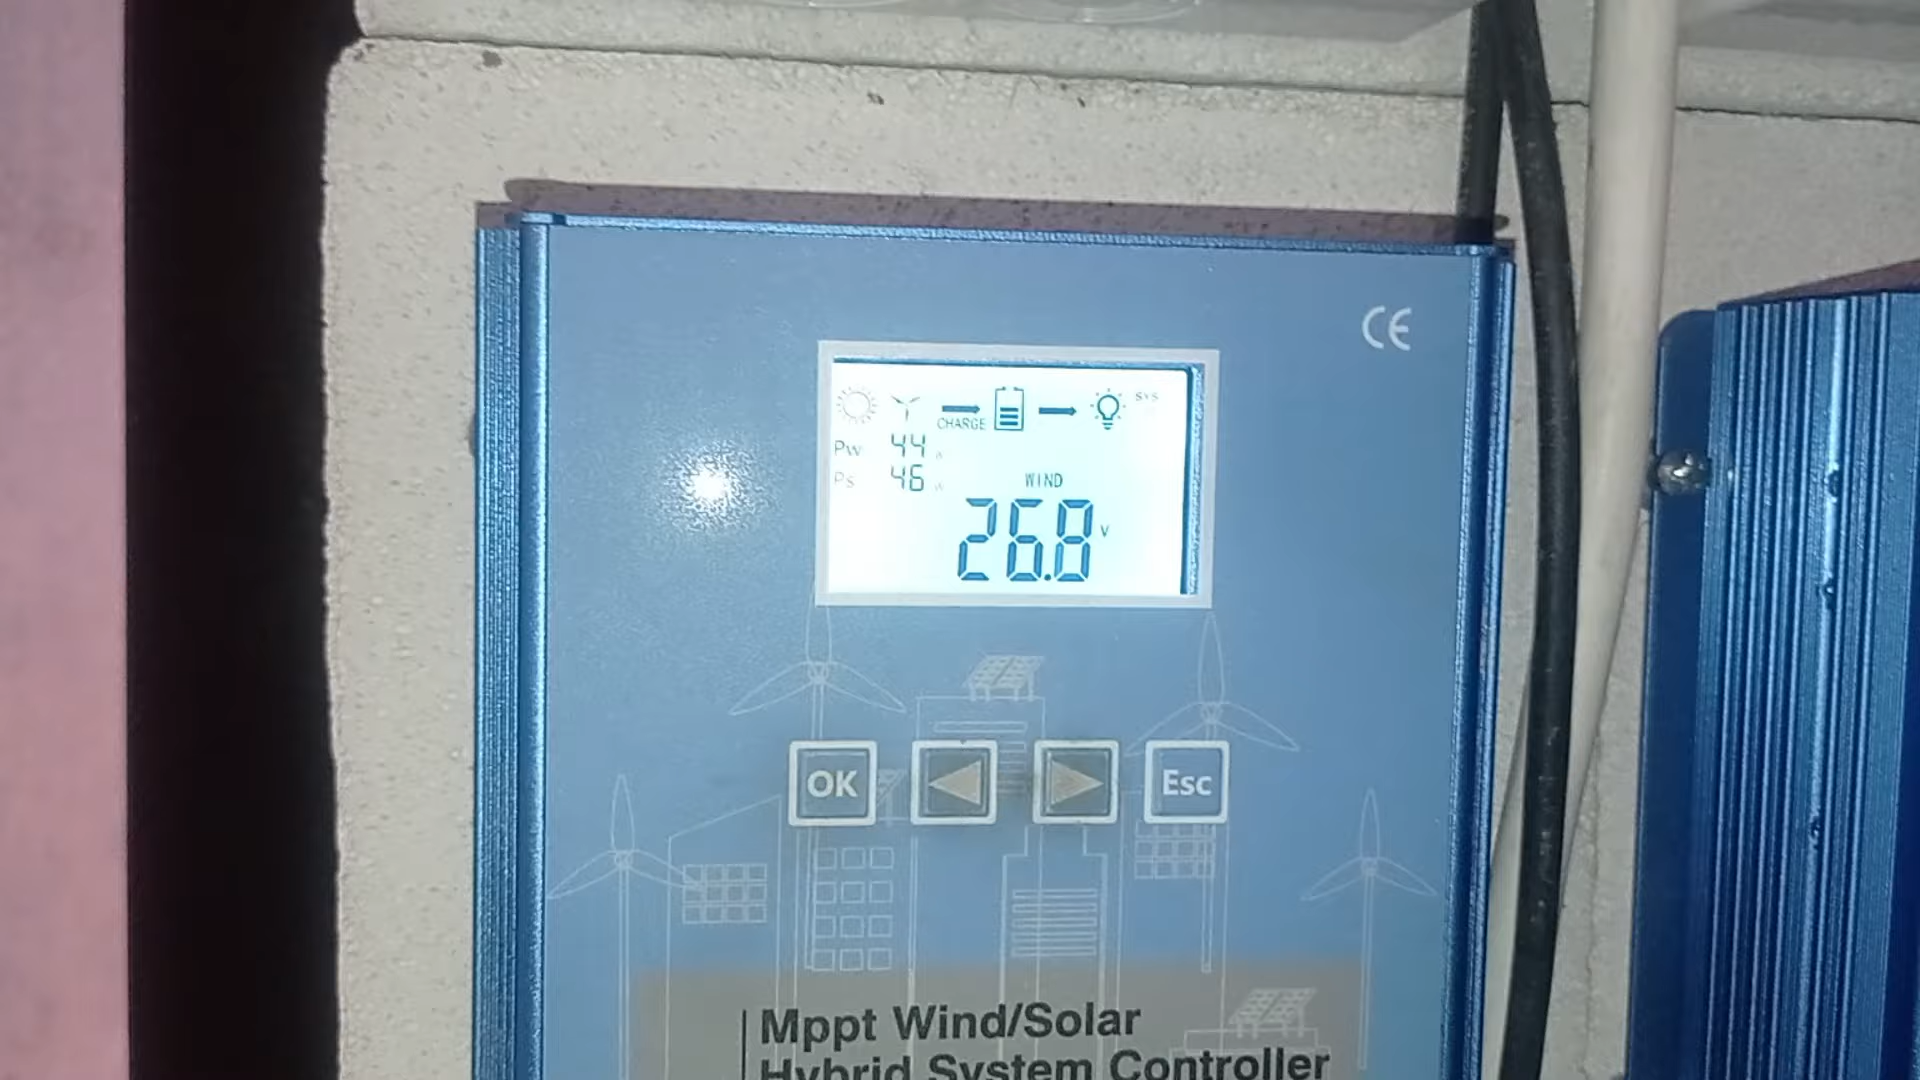 CE
SYS
CHARGE
Pw 44 w
Ps 46 w
WIND
26.8 v
OK
Esc
Mppt Wind/Solar
Hybrid System Controller